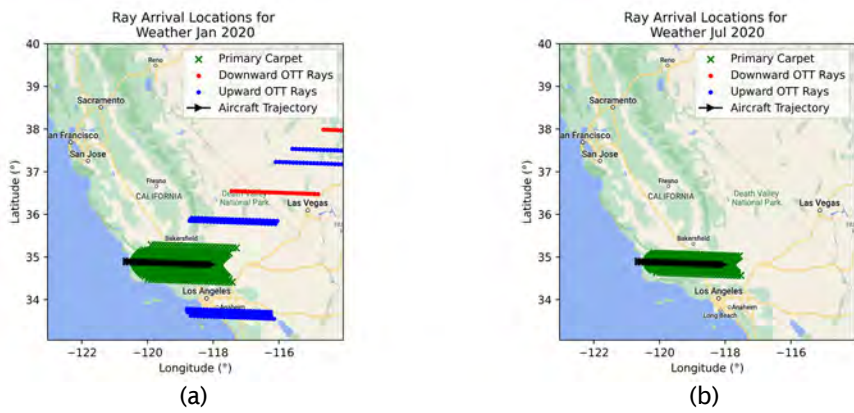 Ray Arrival Locations for
Weather Jan 2020
40
39
38
37
36
35
34
Latitude (°)
−122
−120
−118
−116
Longitude (°)
Primary Carpet
Downward OTT Rays
Upward OTT Rays
Aircraft Trajectory
Reno
Sacramento
an Francisco
San Jose
Fresno
CALIFORNIA
Death Valley
National Park
Las Vegas
Bakersfield
Los Angeles
Anaheim
(a)
Ray Arrival Locations for
Weather Jul 2020
40
39
38
37
36
35
34
Latitude (°)
−122
−120
−118
−116
Longitude (°)
Primary Carpet
Downward OTT Rays
Upward OTT Rays
Aircraft Trajectory
Reno
Sacramento
an Francisco
San Jose
Fresno
CALIFORNIA
Death Valley
National Park
Las Vegas
Bakersfield
Los Angeles
Anaheim
Long Beach
(b)